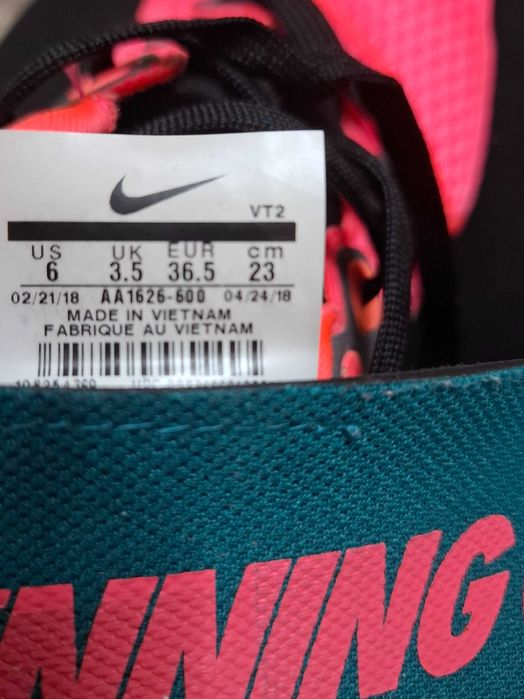 VT2
US UK EUR cm
6 3.5 36.5 23
02/21/18 AA1626-600 04/24/18
MADE IN VIETNAM
FABRIQUE AU VIETNAM
NNING